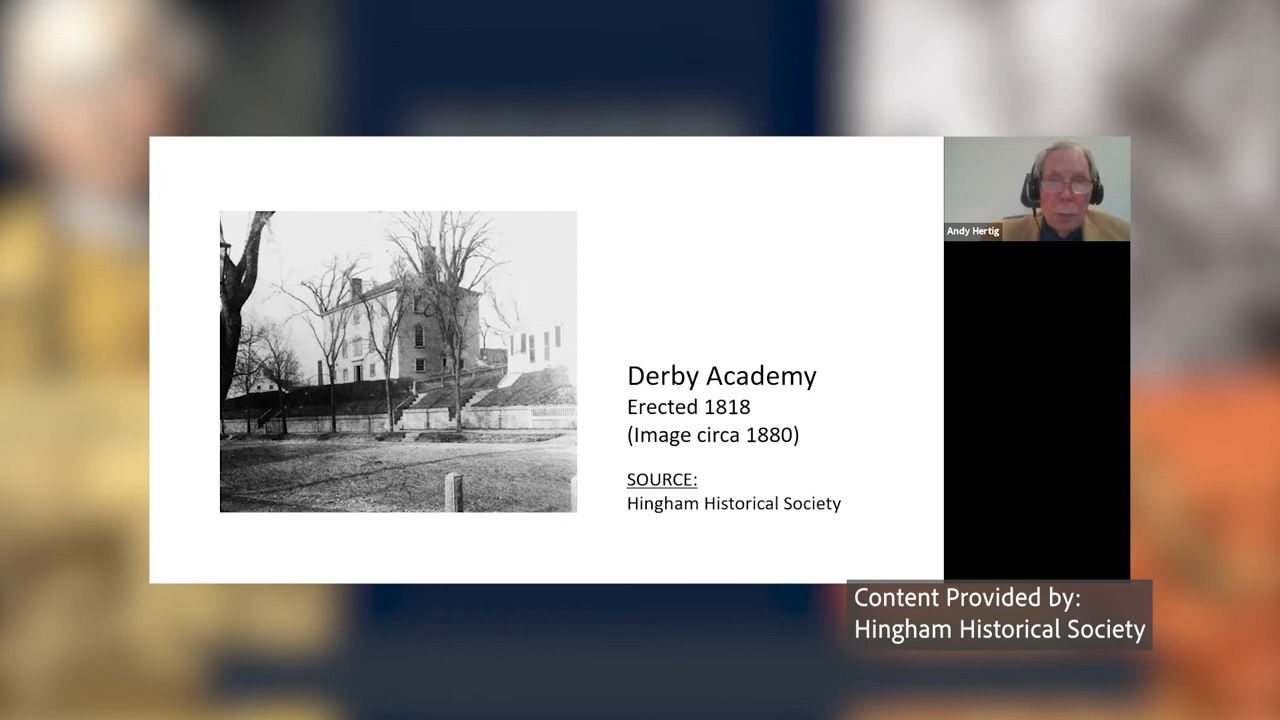 Andy Hertig
Derby Academy
Erected 1818
(Image circa 1880)
SOURCE:
Hingham Historical Society
Content Provided by:
Hingham Historical Society